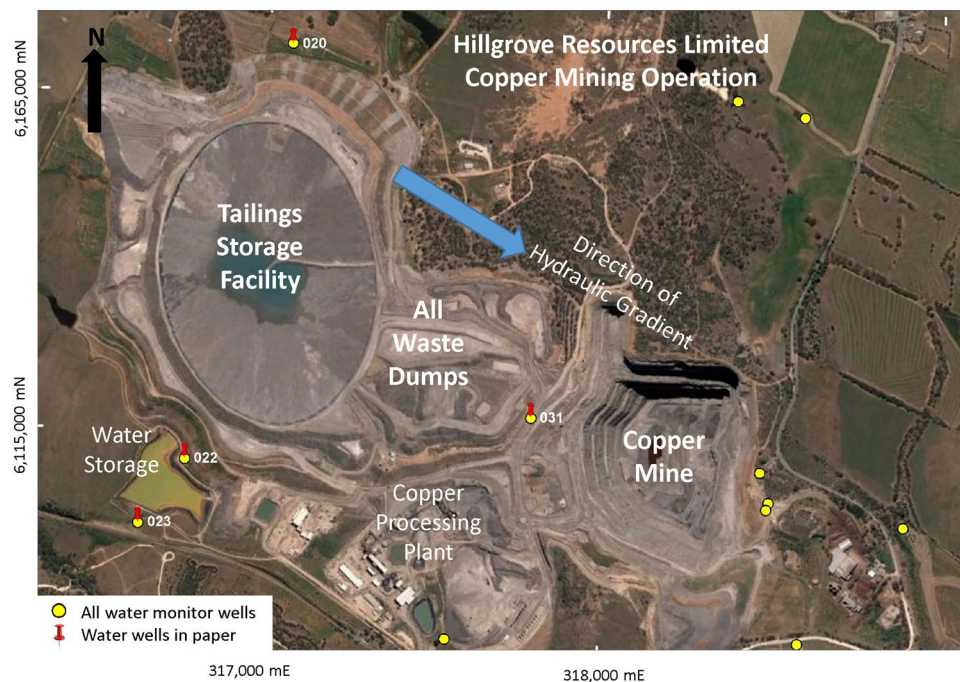 N
020
Hillgrove Resources Limited
Copper Mining Operation
6,165,000 mN
Tailings
Storage
Facility
Direction of
Hydraulic Gradient
All
Waste
Dumps
031
6,115,000 mN
Water
Storage
022
Copper
Mine
Copper
Processing
Plant
023
All water monitor wells
Water wells in paper
317,000 mE
318,000 mE